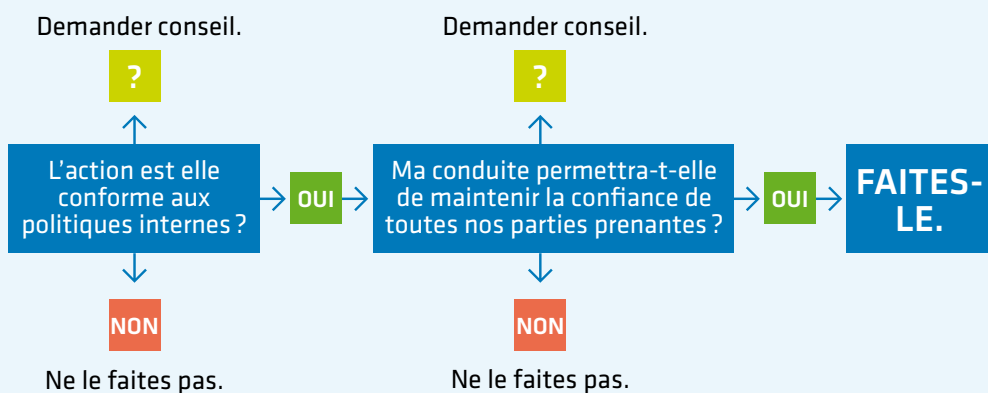 Demander conseil.
?
L'action est elle
conforme aux
politiques internes ?
OUI
NON
Ne le faites pas.
Demander conseil.
?
Ma conduite permettra-t-elle
de maintenir la confiance de
toutes nos parties prenantes ?
OUI
NON
Ne le faites pas.
FAITES-
LE.